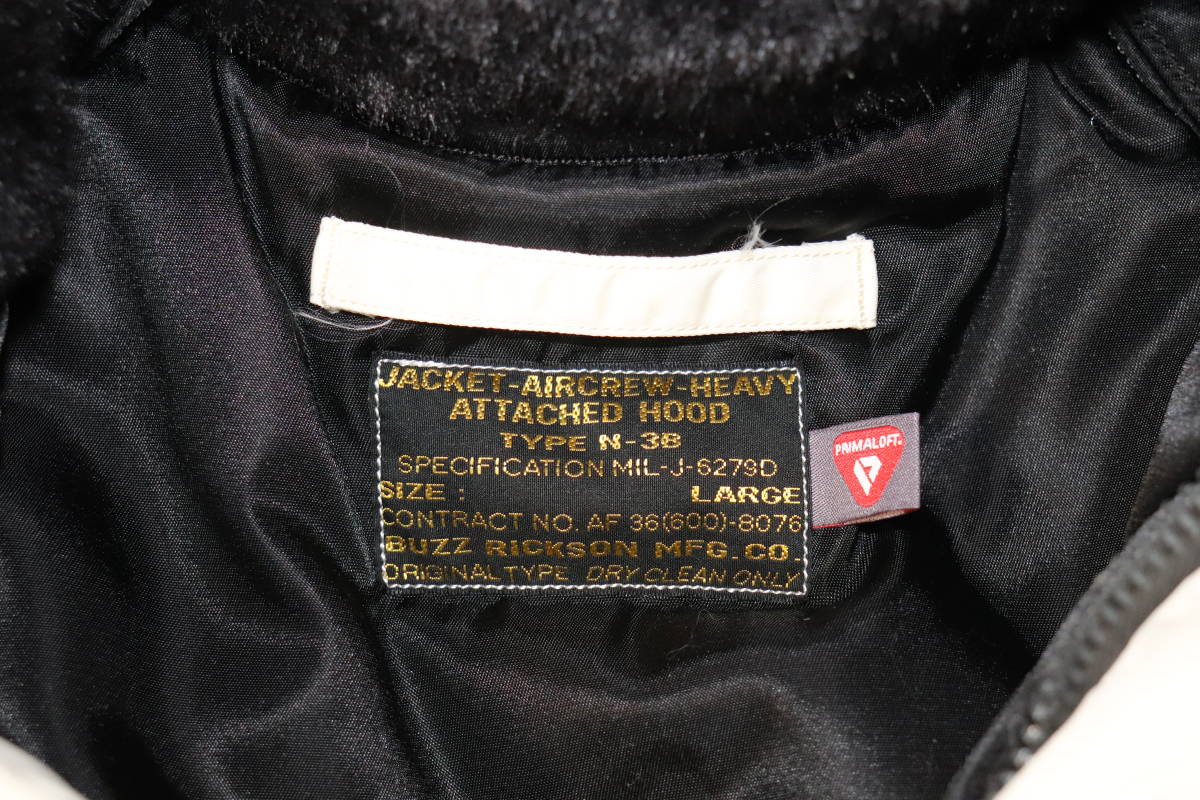 JACKET-AIRCREW-HEAVY
ATTACHED HOOD
TYPE N-3B
SPECIFICATION MIL-J-6279D
SIZE : LARGE
CONTRACT NO. AF 36(600)-8076
BUZZ RICKSON MFG.CO.
ORIGINAL TYPE DRY CLEAN ONLY
PRIMALOFT